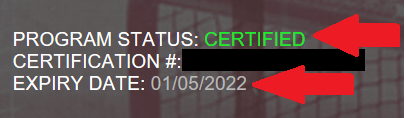 PROGRAM STATUS: CERTIFIED
CERTIFICATION #:
EXPIRY DATE: 01/05/2022